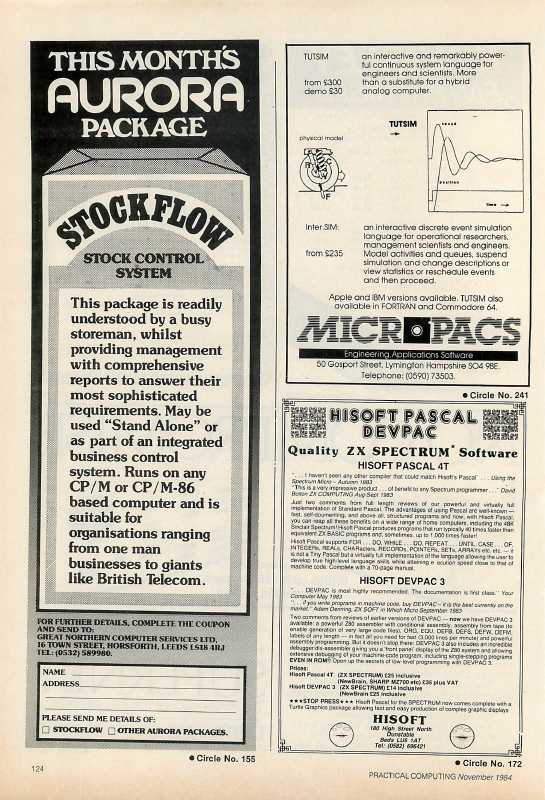 THIS MONTH'S
AURORA
PACKAGE
STOCKFLOW
STOCK CONTROL
SYSTEM
This package is readily
understood by a busy
storeman, whilst
providing management
with comprehensive
reports to answer their
most sophisticated
requirements. May be
used "Stand Alone" or
as part of an integrated
business control
system. Runs on any
CP/M or CP/M-86
based computer and is
suitable for
organisations ranging
from one man
businesses to giants
like British Telecom.
FOR FURTHER DETAILS, COMPLETE THE COUPON
AND SEND TO:
GREAT NORTHERN COMPUTER SERVICES LTD,
16 TOWN STREET, HORSFORTH, LEEDS LS18 4RJ
TEL: (0532) 589980.
NAME
ADDRESS
PLEASE SEND ME DETAILS OF:
STOCKFLOW OTHER AURORA PACKAGES.
● Circle No. 155
TUTSIM
from £300
demo £30
an interactive and remarkably power-
ful continuous system language for
engineers and scientists. More
than a substitute for a hybrid
analog computer.
physical model
F
TUTSIM
speed
position
time
Inter.SIM:
from £235
an interactive discrete event simulation
language for operational researchers,
management scientists and engineers.
Model activities and queues, suspend
simulation and change descriptions or
view statistics or reschedule events
and then proceed.
Apple and IBM versions available. TUTSIM also
available in FORTRAN and Commodore 64.
MICROPACS
Engineering Applications Software
50 Gosport Street, Lymington Hampshire SO4 9BE.
Telephone: (0590) 73503.
● Circle No. 241
HISOFT PASCAL
DEVPAC
Quality ZX SPECTRUM* Software
HISOFT PASCAL 4T
". . . I haven't seen any other compiler that could match Hisoft's Pascal" . . . Using the
Spectrum Micro – Autumn 1983
"This is a very impressive product . . . of benefit to any Spectrum programmer . . ." David
Bolton ZX COMPUTING Aug Sept 1983
Just two comments from full length reviews of our powerful and virtually full
implementation of Standard Pascal. The advantages of using Pascal are well-known —
fast, self-documenting, and above all, structured programs and now, with Hisoft Pascal,
you can reap all these benefits on a wide range of home computers, including the 48K
Sinclair Spectrum! Hisoft Pascal produces programs that run typically 40 times faster than
equivalent ZX BASIC programs and, sometimes, up to 1,000 times faster!
Hisoft Pascal supports FOR . . . DO, WHILE . . . DO, REPEAT . . . UNTIL, CASE . . . OF,
INTEGERs, REALs, CHARacters, RECORDs, POINTERs, SETs, ARRAYs etc. etc. — it
is not a Tiny Pascal but a virtually full implementation of the language allowing the user to
develop true high-level language skills while attaining execution speed close to that of
machine code. Complete with a 70-page manual.
HISOFT DEVPAC 3
". . . DEVPAC is most highly recommended. The documentation is first class." Your
Computer May 1983
". . . if you write programs in machine code, buy DEVPAC – it is the best currently on the
market." Adam Denning, ZX SOFT in Which Micro September 1983
Two comments from reviews of earlier versions of DEVPAC — now we have DEVPAC 3
available: a powerful Z80 assembler with conditional assembly, assembly from tape (to
enable generation of very large code files), ORG, EQU, DEFB, DEFS, DEFW, DEFM,
labels of any length — in fact all you need for fast (3,000 lines per minute) and powerful
assembly programming. But it doesn't stop there; DEVPAC 3 also includes an incredible
debugger/dis-assembler giving you a 'front panel' display of the Z80 system and allowing
extensive debugging of your machine-code program, including single-stepping programs
EVEN IN ROM!! Open up the secrets of low level programming with DEVPAC 3.
Prices:
Hisoft Pascal 4T (ZX SPECTRUM) £25 inclusive
(NewBrain, SHARP MZ700 etc) £35 plus VAT
Hisoft DEVPAC 3 (ZX SPECTRUM) £14 inclusive
(NewBrain £25 inclusive
★★★STOP PRESS★★★ Hisoft Pascal for the SPECTRUM now comes complete with a
Turtle Graphics package allowing fast and easy production of complex graphic displays
HISOFT
180 High Street North
Dunstable
Beds LU6 1AT
Tel: (0582) 696421
● Circle No. 172
124
PRACTICAL COMPUTING November 1984